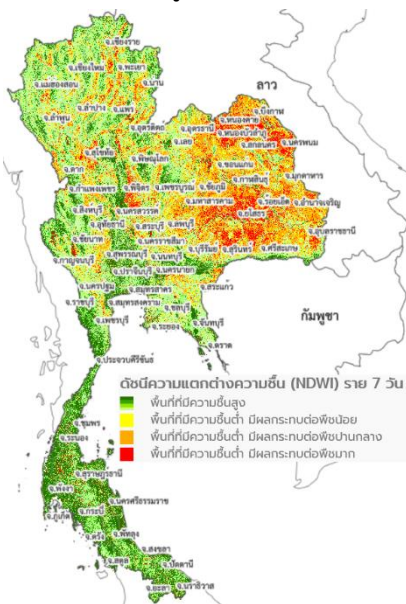 จ.เชียงราย
จ.เชียงใหม่
จ.พะเยา
จ.แม่ฮ่องสอน
จ.น่าน
ลาว
จ.ลำปาง
จ.แพร่
จ.ลำพูน
จ.บึงกาฬ
จ.หนองคาย
จ.อุตรดิตถ์
จ.อุดรธานี
จ.หนองบัวลำภู
จ.เลย
จ.สกลนคร
จ.นครพนม
จ.สุโขทัย
จ.พิษณุโลก
จ.ตาก
จ.ขอนแก่น
จ.มุกดาหาร
จ.กำแพงเพชร
จ.พิจิตร
จ.เพชรบูรณ์
จ.ชัยภูมิ
จ.กาฬสินธุ์
จ.มหาสารคาม
จ.ร้อยเอ็ด
จ.อำนาจเจริญ
จ.สิงห์บุรี
จ.นครสวรรค์
จ.ยโสธร
จ.อุทัยธานี
จ.สระบุรี
จ.ลพบุรี
จ.อุบลราชธานี
จ.ชัยนาท
จ.นครราชสีมา
จ.บุรีรัมย์
จ.สุรินทร์
จ.ศรีสะเกษ
จ.สุพรรณบุรี
จ.นนทบุรี
จ.กาญจนบุรี
จ.ปราจีนบุรี
จ.นครนายก
จ.สระแก้ว
จ.นครปฐม
จ.สมุทรสาคร
จ.ราชบุรี
จ.สมุทรสงคราม
จ.ชลบุรี
กัมพูชา
จ.เพชรบุรี
จ.ระยอง
จ.จันทบุรี
จ.ตราด
จ.ประจวบคีรีขันธ์
ดัชนีความแตกต่างความชื้น (NDWI) ราย 7 วัน
พื้นที่ที่มีความชื้นสูง
พื้นที่ที่มีความชื้นต่ำ มีผลกระทบต่อพืชน้อย
พื้นที่ที่มีความชื้นต่ำ มีผลกระทบต่อพืชปานกลาง
พื้นที่ที่มีความชื้นต่ำ มีผลกระทบต่อพืชมาก
จ.ชุมพร
จ.ระนอง
จ.สุราษฎร์ธานี
จ.พังงา
จ.นครศรีธรรมราช
จ.ภูเก็ต
จ.กระบี่
จ.ตรัง
จ.พัทลุง
จ.สงขลา
จ.สตูล
จ.ปัตตานี
จ.ยะลา
จ.นราธิวาส